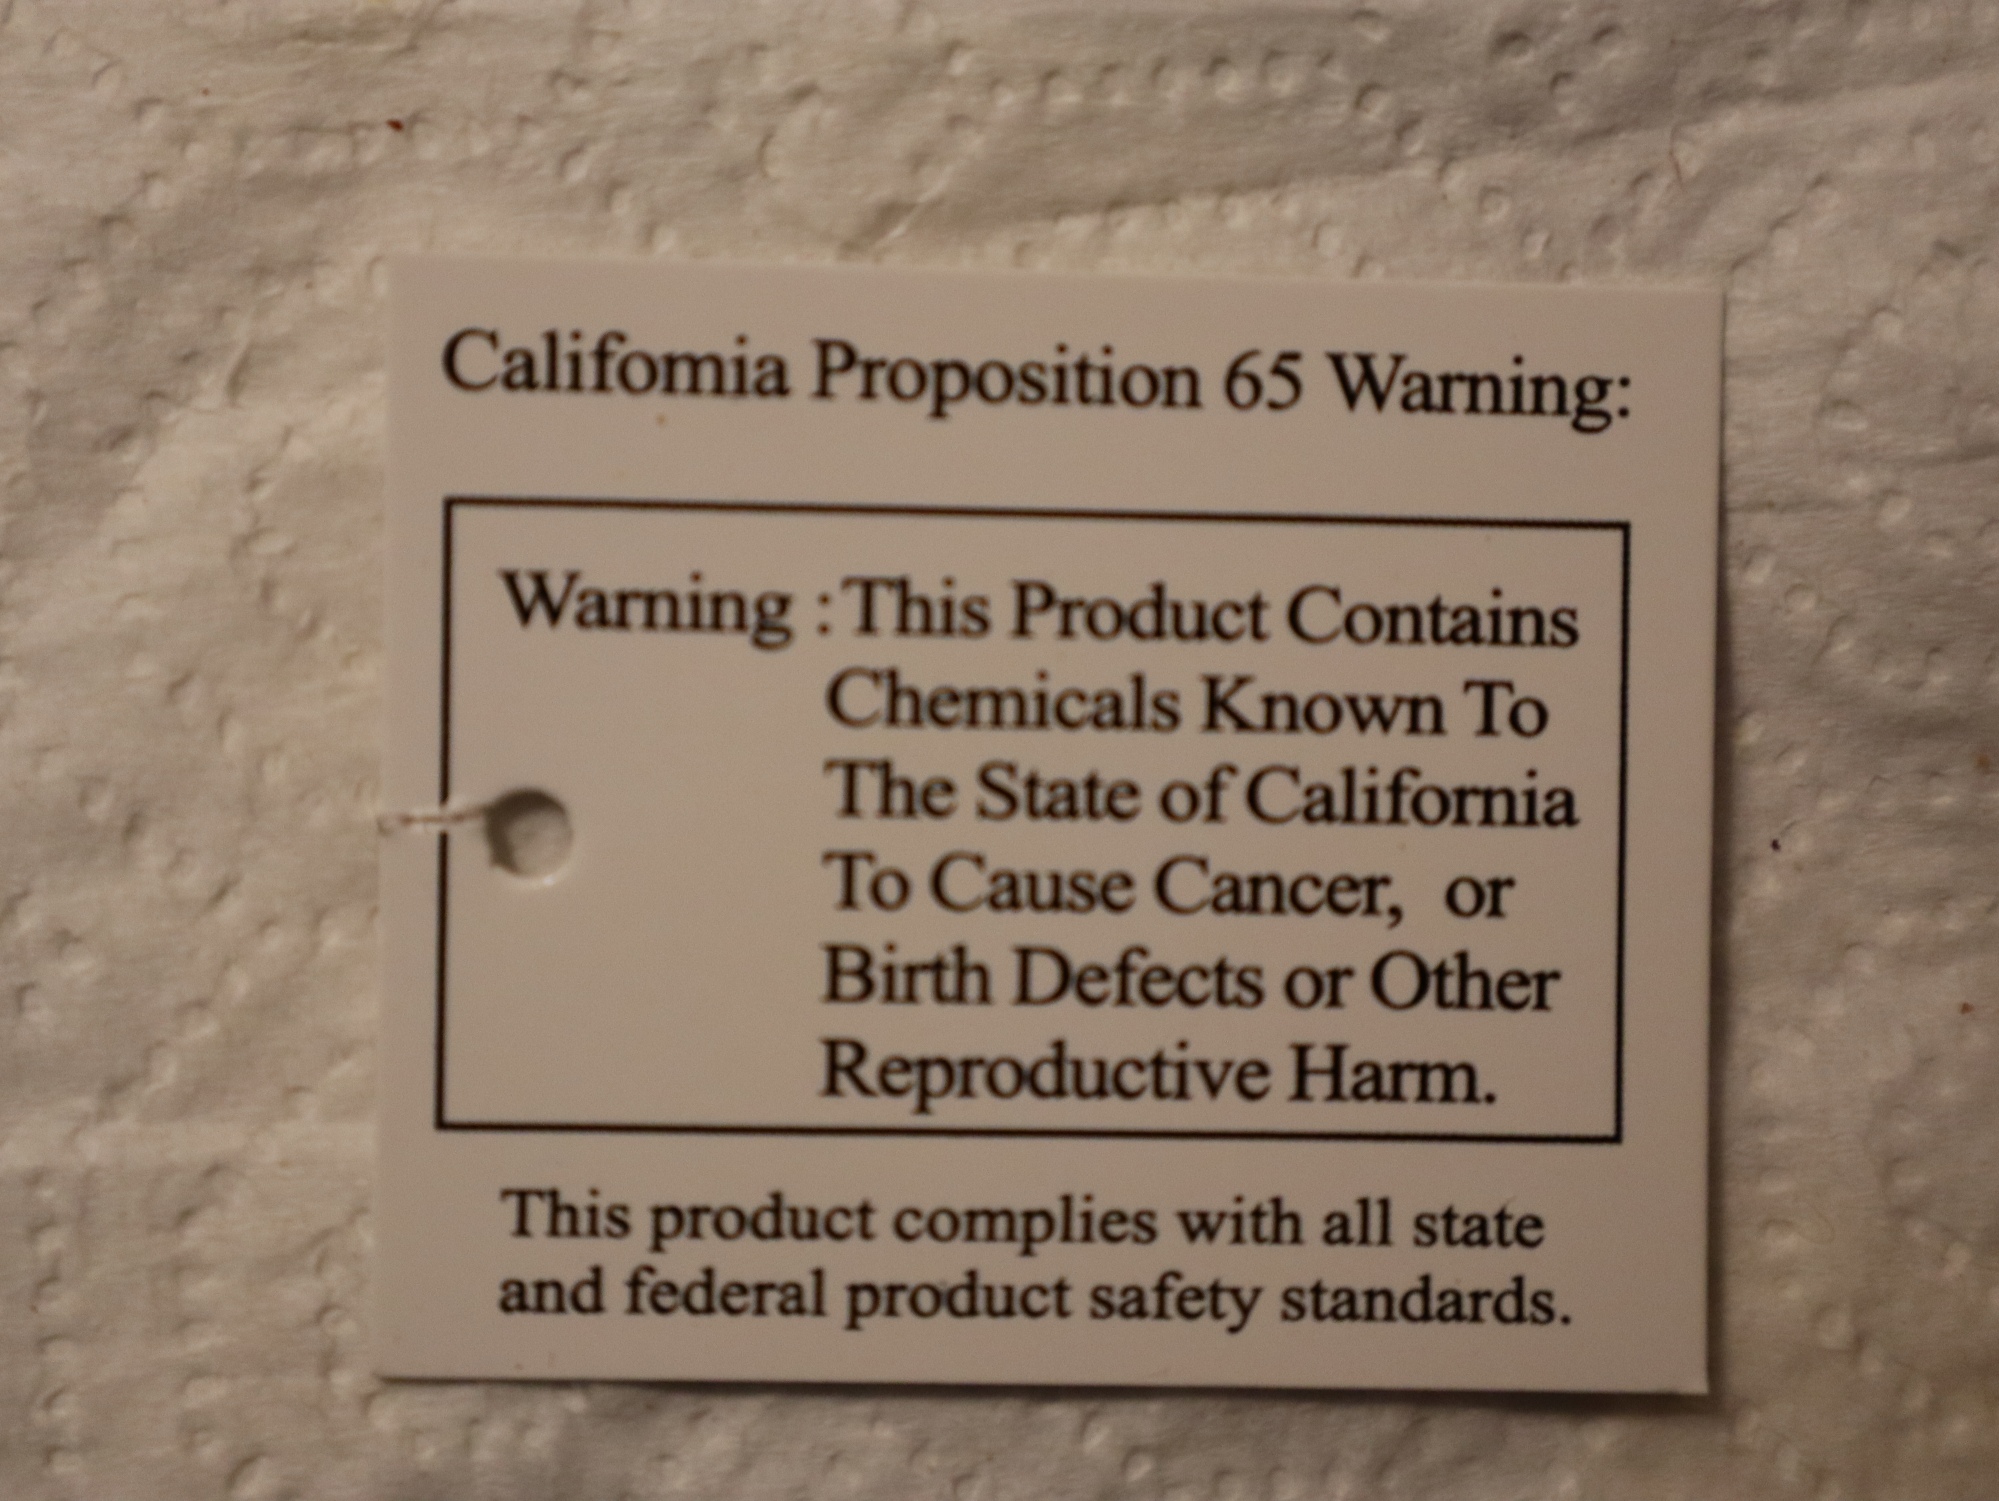 Califomia Proposition 65 Warning:
Warning : This Product Contains
Chemicals Known To
The State of California
To Cause Cancer, or
Birth Defects or Other
Reproductive Harm.
This product complies with all state
and federal product safety standards.